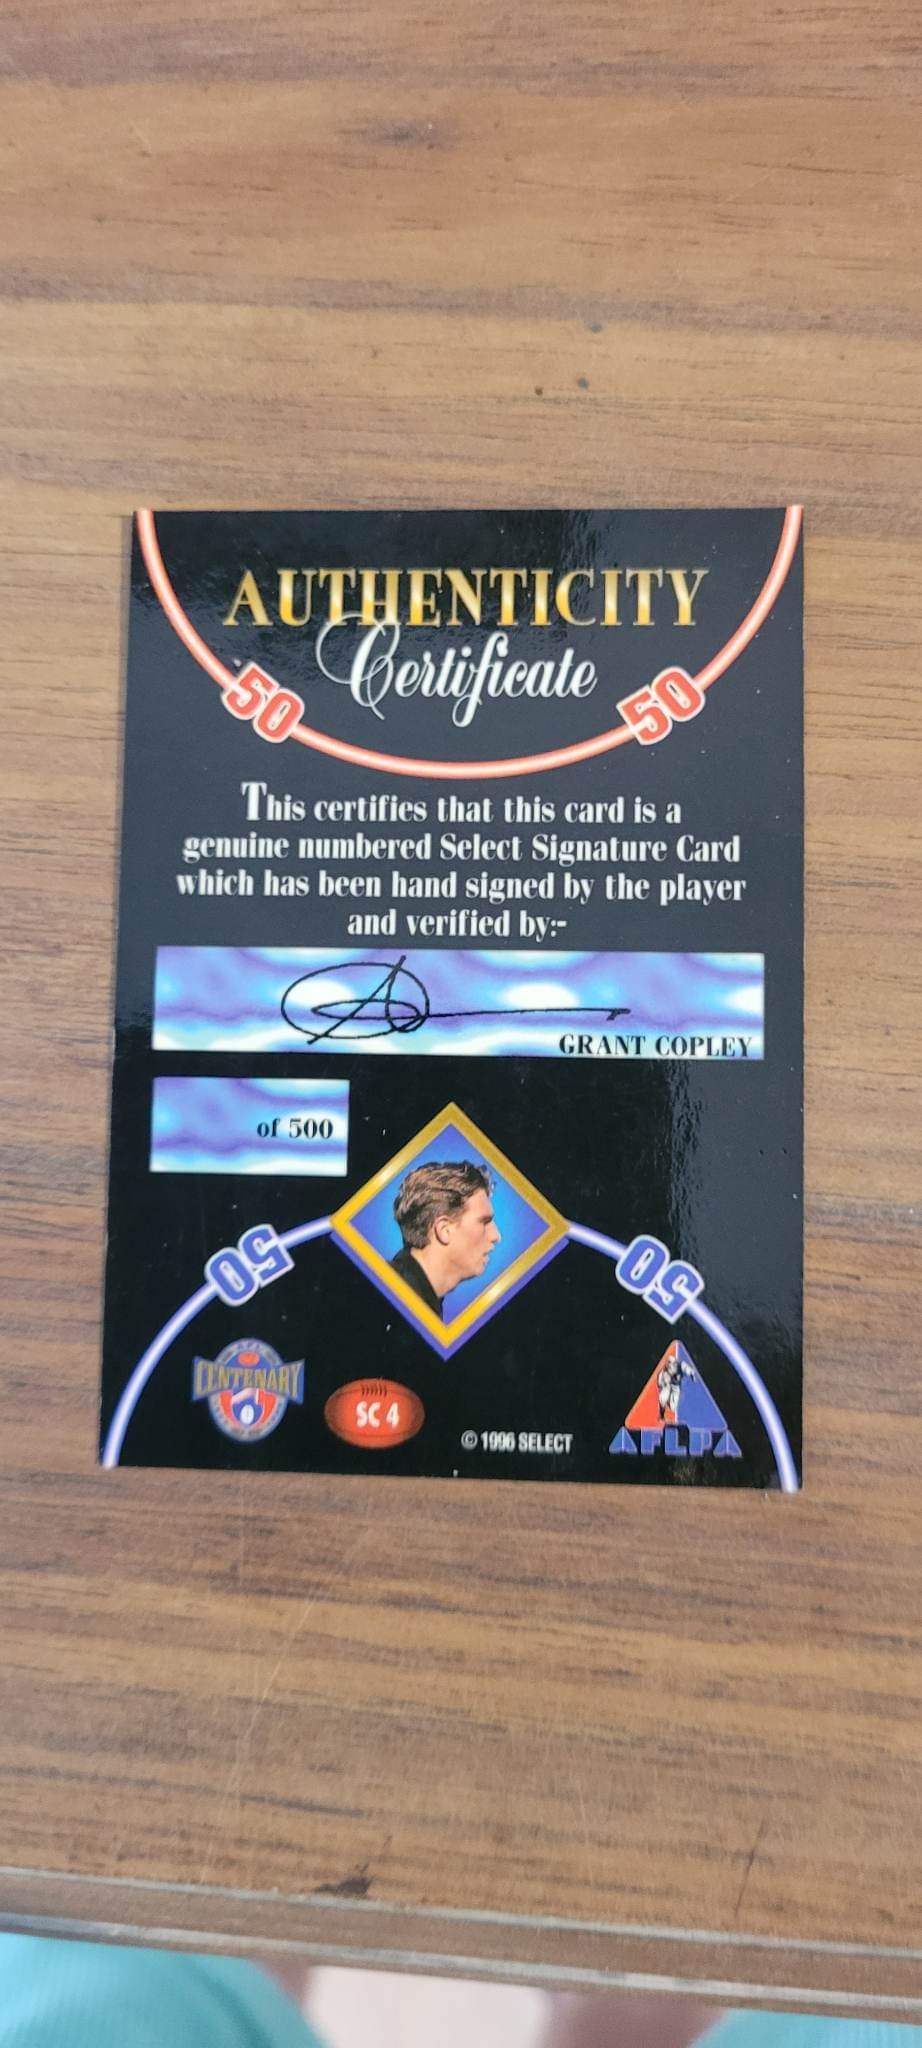 AUTHENTICITY
Certificate
50 50
This certifies that this card is a
genuine numbered Select Signature Card
which has been hand signed by the player
and verified by:-
GRANT COPLEY
of 500
50 50
CENTENARY
SC 4
© 1996 SELECT
AFLPA